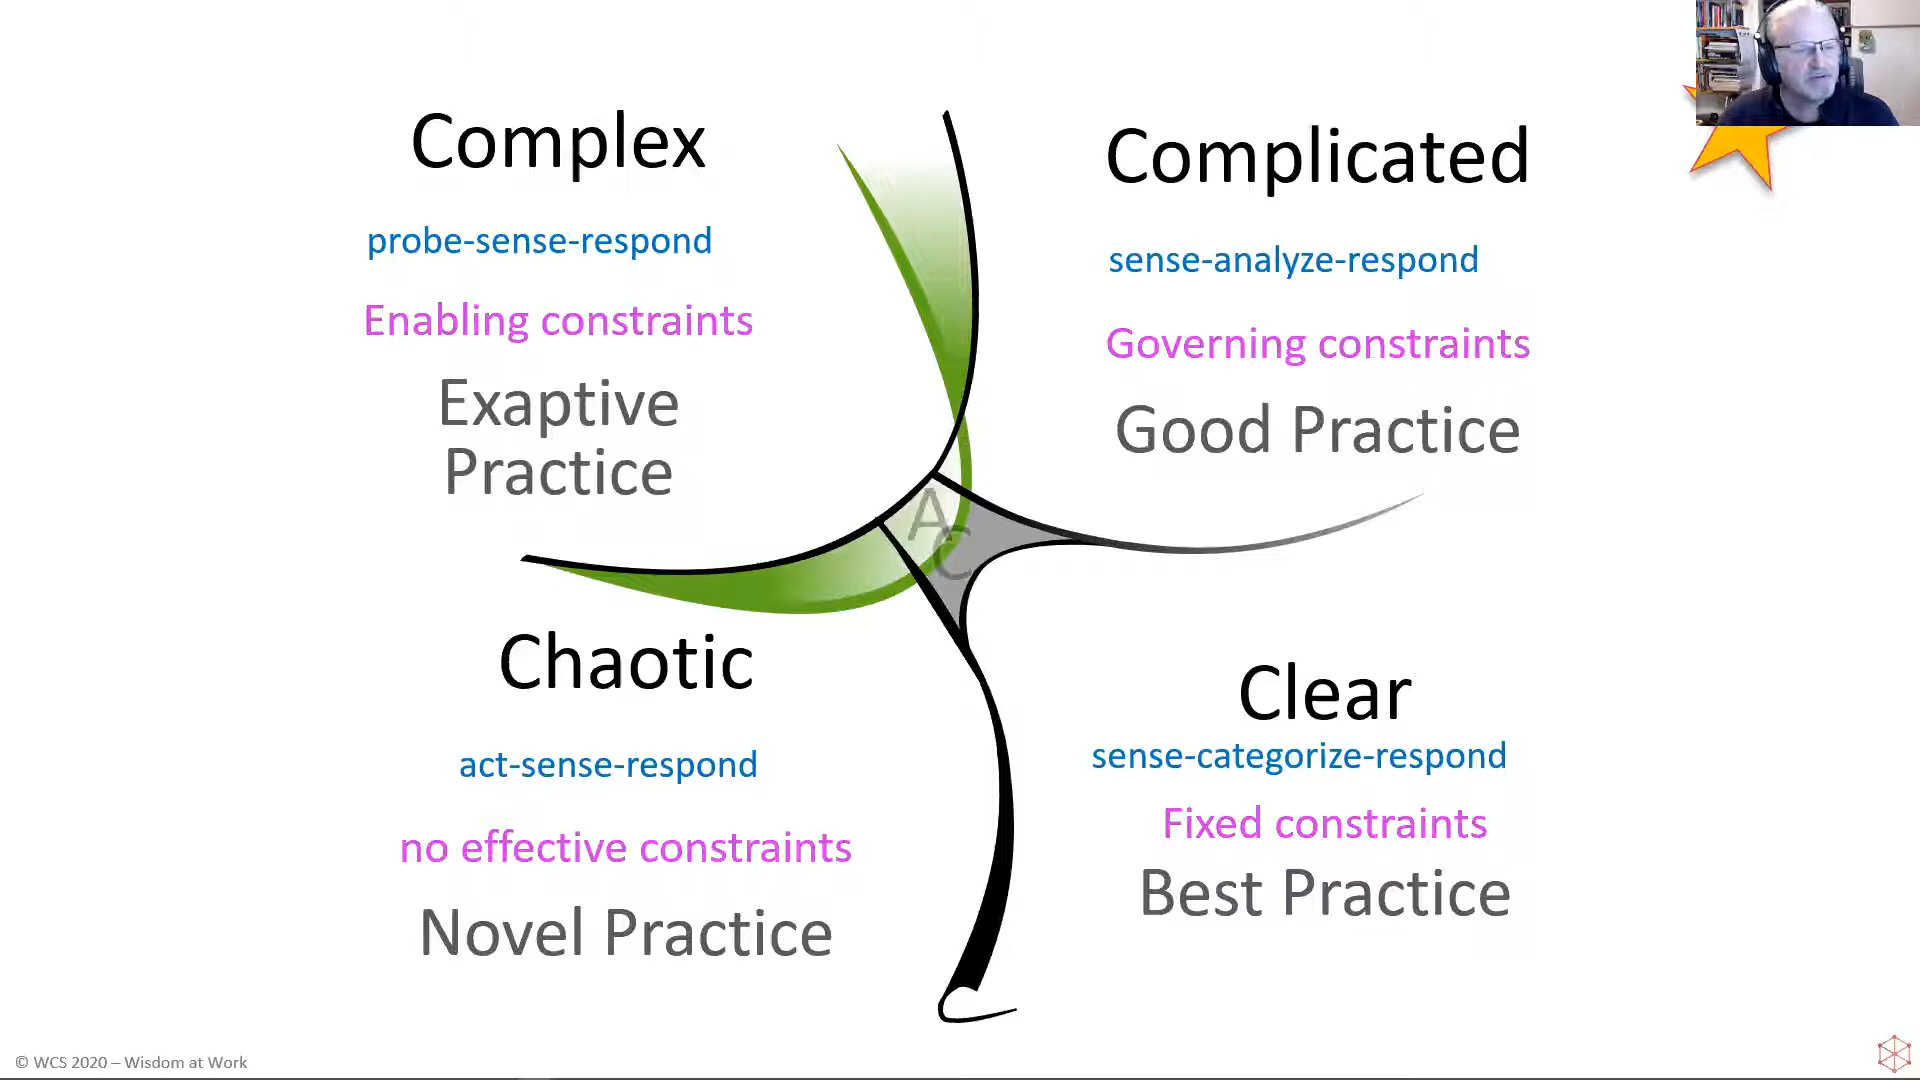 Complex
probe-sense-respond
Enabling constraints
Exaptive
Practice
Complicated
sense-analyze-respond
Governing constraints
Good Practice
A
C
Chaotic
act-sense-respond
no effective constraints
Novel Practice
Clear
sense-categorize-respond
Fixed constraints
Best Practice
© WCS 2020 – Wisdom at Work